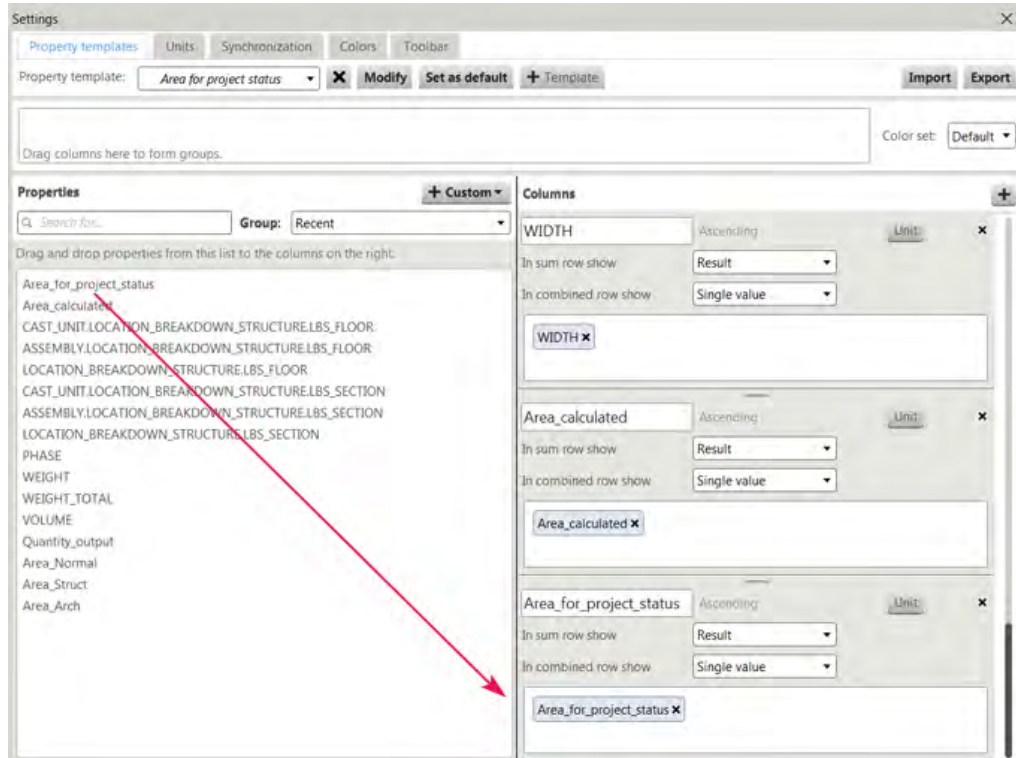 Settings
Property templates Units Synchronization Colors Toolbar
Property template: Area for project status Modify Set as default + Template Import Export
Drag columns here to form groups.
Color set: Default
Properties + Custom
Search for... Group: Recent
Drag and drop properties from this list to the columns on the right.
Area_for_project_status
Area_calculated
CAST_UNIT.LOCATION_BREAKDOWN_STRUCTURE.LBS_FLOOR
ASSEMBLY.LOCATION_BREAKDOWN_STRUCTURE.LBS_FLOOR
LOCATION_BREAKDOWN_STRUCTURE.LBS_FLOOR
CAST_UNIT.LOCATION_BREAKDOWN_STRUCTURE.LBS_SECTION
ASSEMBLY.LOCATION_BREAKDOWN_STRUCTURE.LBS_SECTION
LOCATION_BREAKDOWN_STRUCTURE.LBS_SECTION
PHASE
WEIGHT
WEIGHT_TOTAL
VOLUME
Quantity_output
Area_Normal
Area_Struct
Area_Arch
Columns +
WIDTH Ascending Unit
In sum row show Result
In combined row show Single value
WIDTH
Area_calculated Ascending Unit
In sum row show Result
In combined row show Single value
Area_calculated
Area_for_project_status Ascending Unit
In sum row show Result
In combined row show Single value
Area_for_project_status